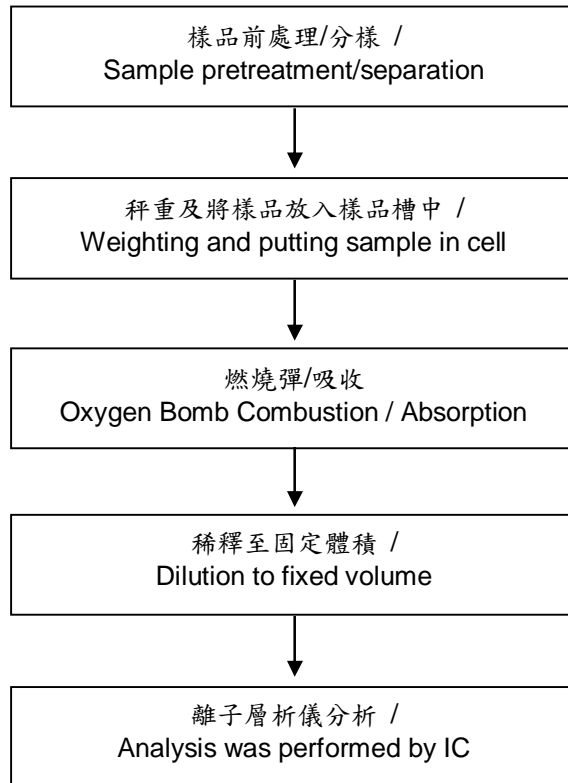 樣品前處理/分樣 /
Sample pretreatment/separation
秤重及將樣品放入樣品槽中 /
Weighting and putting sample in cell
燃燒彈/吸收
Oxygen Bomb Combustion / Absorption
稀釋至固定體積 /
Dilution to fixed volume
離子層析儀分析 /
Analysis was performed by IC